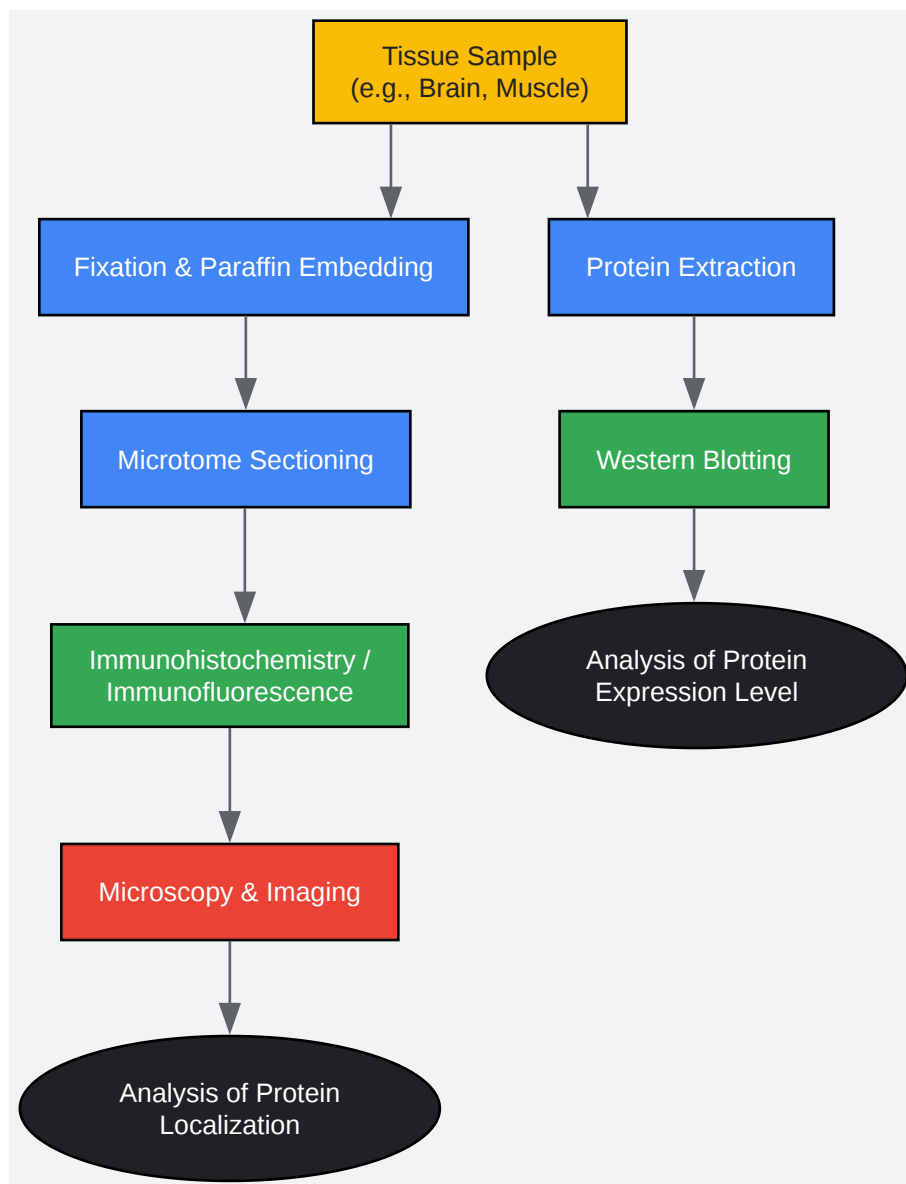 Tissue Sample
(e.g., Brain, Muscle)
Fixation & Paraffin Embedding
Protein Extraction
Microtome Sectioning
Western Blotting
Immunohistochemistry /
Immunofluorescence
Analysis of Protein
Expression Level
Microscopy & Imaging
Analysis of Protein
Localization